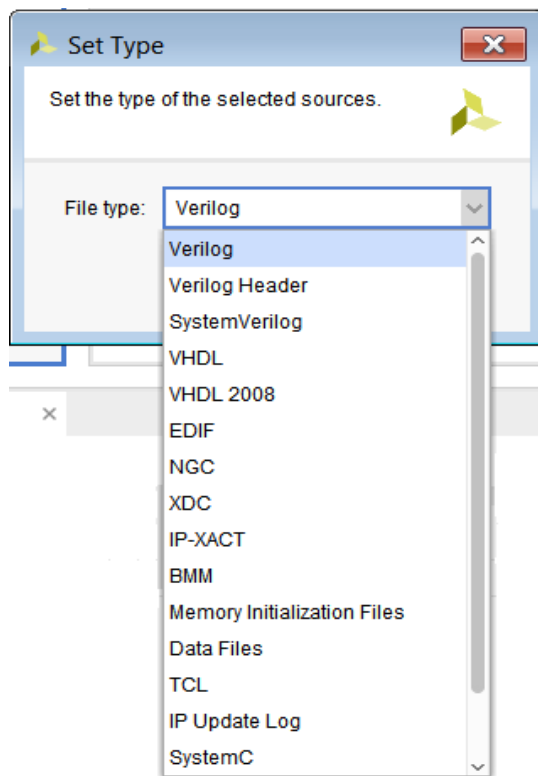 Set Type
Set the type of the selected sources.
File type: Verilog
Verilog
Verilog Header
SystemVerilog
VHDL
VHDL 2008
EDIF
NGC
XDC
IP-XACT
BMM
Memory Initialization Files
Data Files
TCL
IP Update Log
SystemC